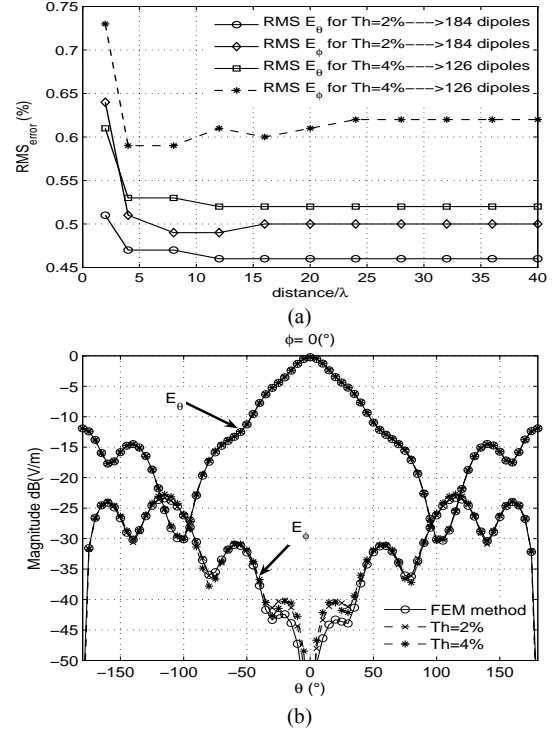 0.75
0.7
0.65
0.6
0.55
0.5
0.45
RMS_error (%)
RMS E_θ for Th=2%−−−>184 dipoles
RMS E_ϕ for Th=2%−−−>184 dipoles
RMS E_θ for Th=4%−−−>126 dipoles
RMS E_ϕ for Th=4%−−−>126 dipoles
0 5 10 15 20 25 30 35 40
distance/λ
(a)
ϕ= 0(°)
0
−5
−10
−15
−20
−25
−30
−35
−40
−45
−50
Magnitude dB(V/m)
E_θ
E_ϕ
FEM method
Th=2%
Th=4%
−150 −100 −50 0 50 100 150
θ (°)
(b)